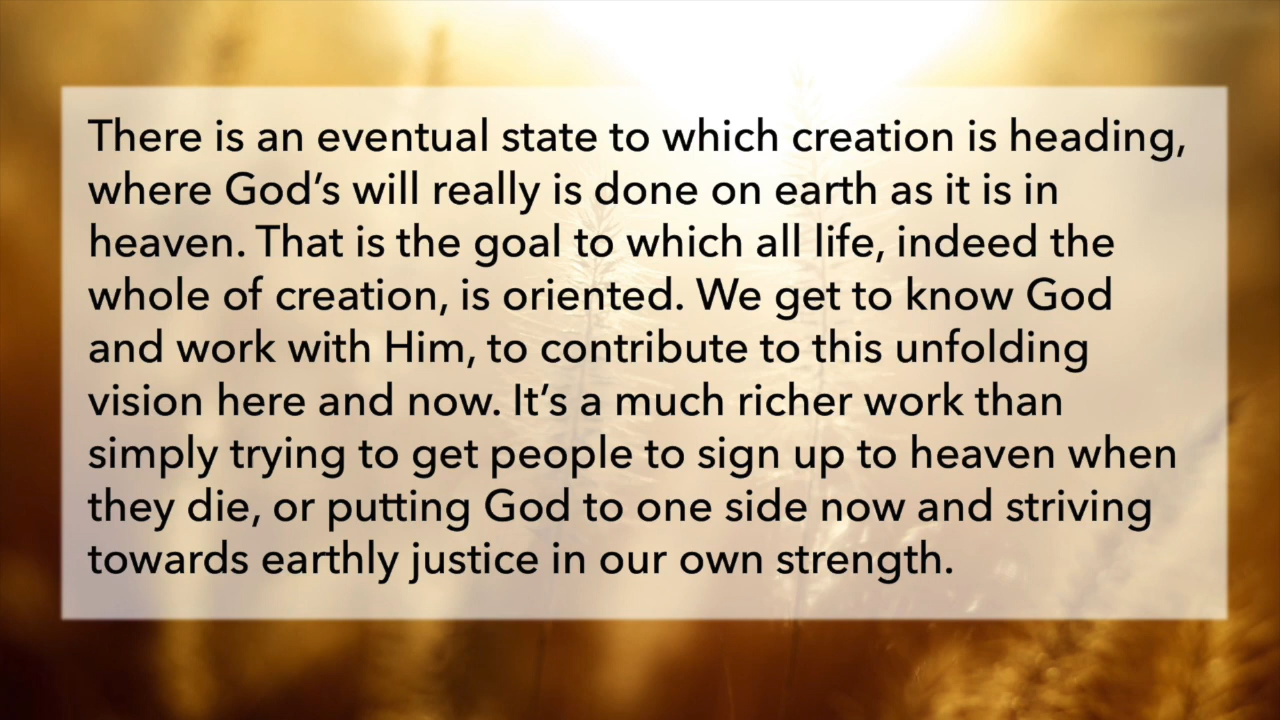 There is an eventual state to which creation is heading,
where God’s will really is done on earth as it is in
heaven. That is the goal to which all life, indeed the
whole of creation, is oriented. We get to know God
and work with Him, to contribute to this unfolding
vision here and now. It’s a much richer work than
simply trying to get people to sign up to heaven when
they die, or putting God to one side now and striving
towards earthly justice in our own strength.